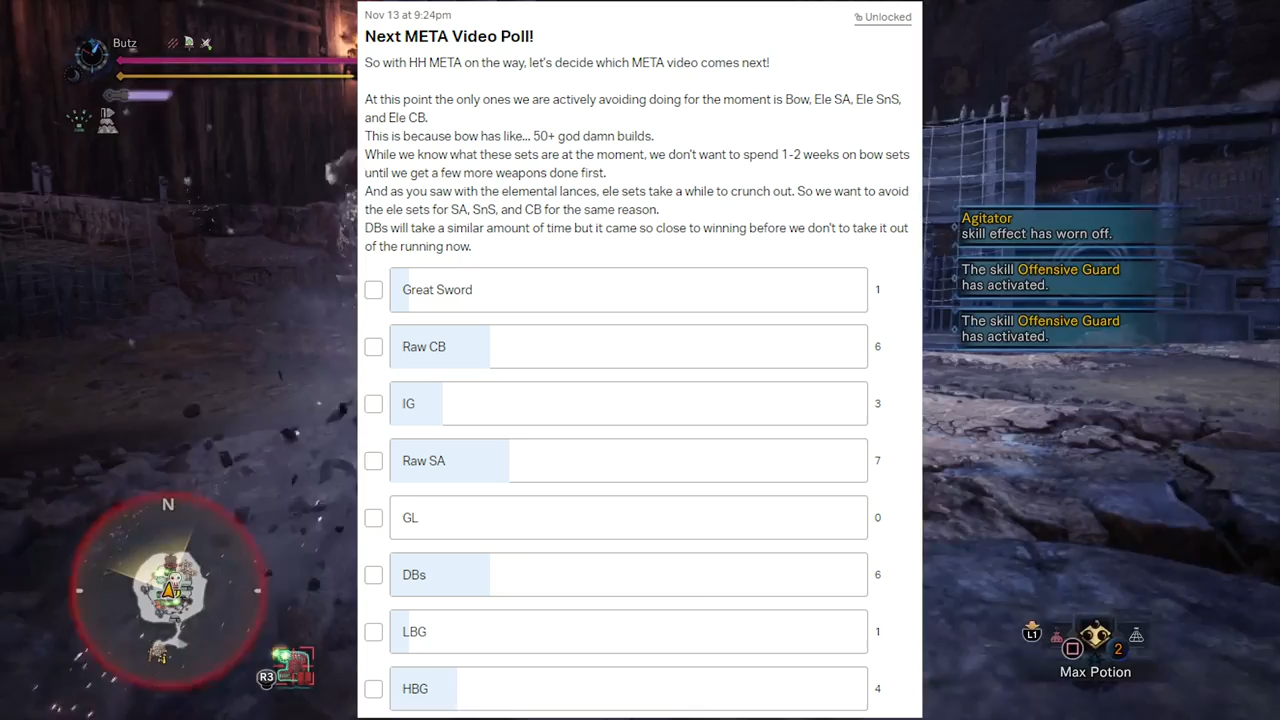 Butz
Nov 13 at 9:24pm
Unlocked
Next META Video Poll!
So with HH META on the way, let's decide which META video comes next!
At this point the only ones we are actively avoiding doing for the moment is Bow, Ele SA, Ele SnS,
and Ele CB.
This is because bow has like... 50+ god damn builds.
While we know what these sets are at the moment, we don't want to spend 1-2 weeks on bow sets
until we get a few more weapons done first.
And as you saw with the elemental lances, ele sets take a while to crunch out. So we want to avoid
the ele sets for SA, SnS, and CB for the same reason.
DBs will take a similar amount of time but it came so close to winning before we don't to take it out
of the running now.
Great Sword 1
Raw CB 6
IG 3
Raw SA 7
GL 0
DBs 6
LBG 1
HBG 4
Agitator
skill effect has worn off.
The skill Offensive Guard
has activated.
The skill Offensive Guard
has activated.
N
R3
L1
2
Max Potion